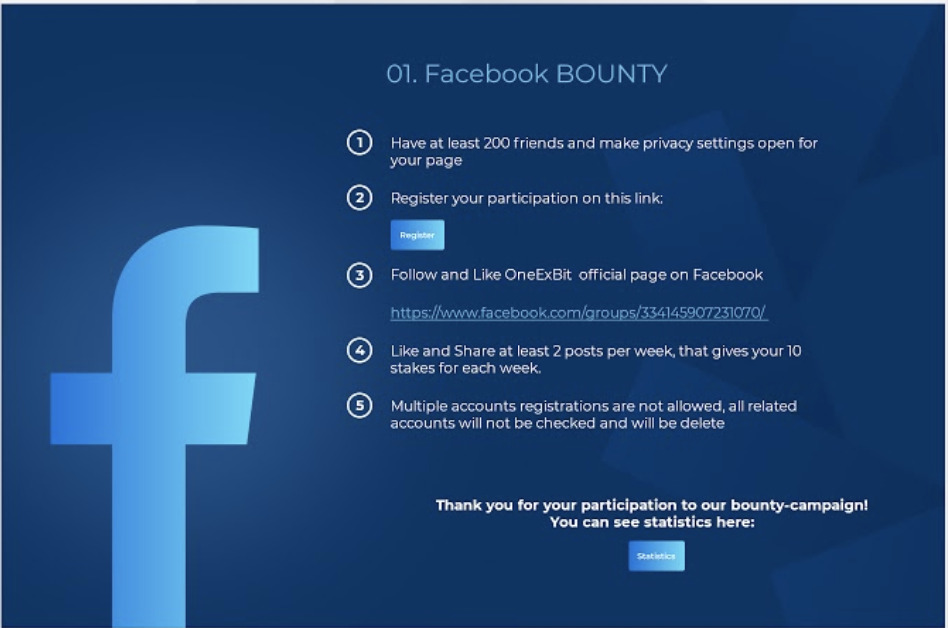 01. Facebook BOUNTY
1 Have at least 200 friends and make privacy settings open for
your page
2 Register your participation on this link:
Register
3 Follow and Like OneExBit official page on Facebook
https://www.facebook.com/groups/334145907231070/
4 Like and Share at least 2 posts per week, that gives your 10
stakes for each week.
5 Multiple accounts registrations are not allowed, all related
accounts will not be checked and will be delete
Thank you for your participation to our bounty-campaign!
You can see statistics here:
Statistics